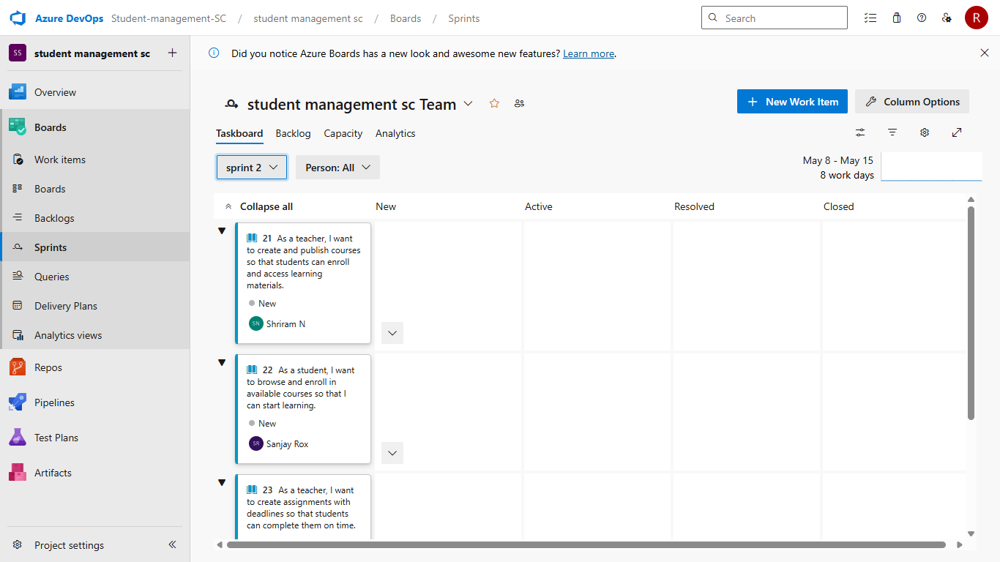 Azure DevOps Student-management-SC / student management sc / Boards / Sprints
Search
R
SS student management sc
Did you notice Azure Boards has a new look and awesome new features? Learn more.
Overview
Boards
Work items
Boards
Backlogs
Sprints
Queries
Delivery Plans
Analytics views
Repos
Pipelines
Test Plans
Artifacts
Project settings
student management sc Team
New Work Item
Column Options
Taskboard Backlog Capacity Analytics
sprint 2
Person: All
May 8 - May 15
8 work days
Collapse all New Active Resolved Closed
21 As a teacher, I want
to create and publish courses
so that students can enroll
and access learning
materials.
New
SN Shriram N
22 As a student, I want
to browse and enroll in
available courses so that I
can start learning.
New
SR Sanjay Rox
23 As a teacher, I want
to create assignments with
deadlines so that students
can complete them on time.